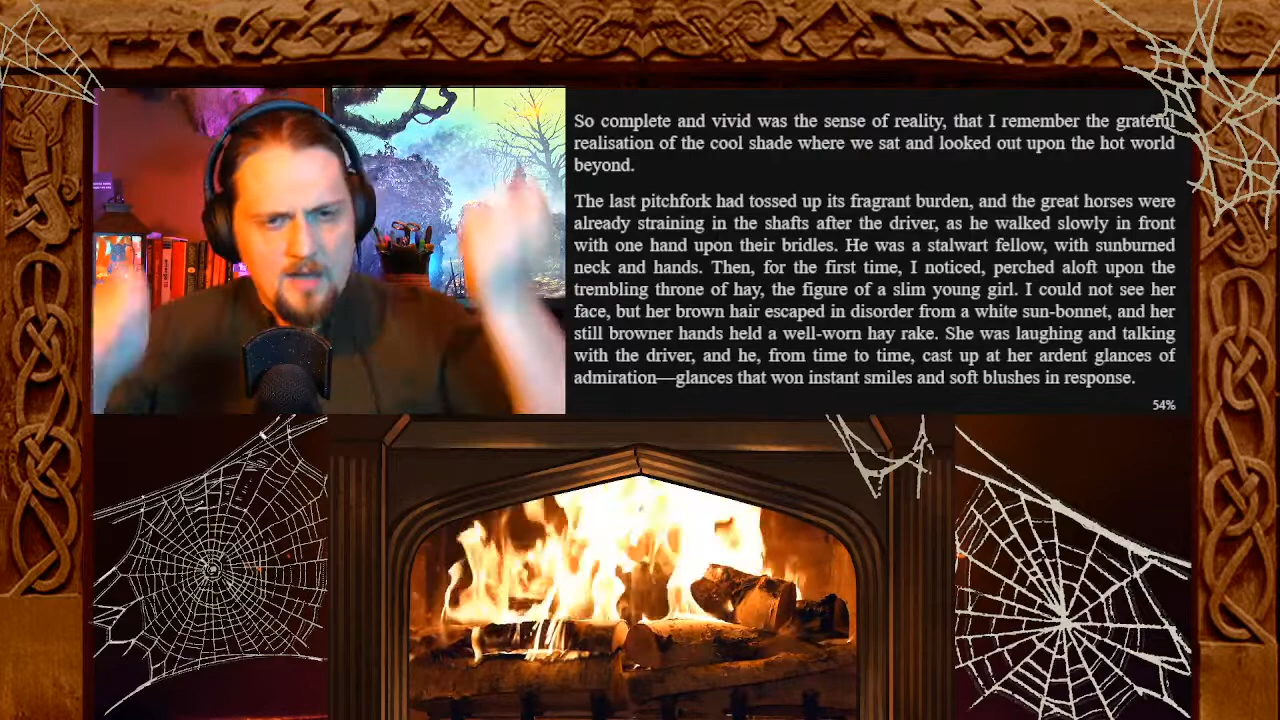 So complete and vivid was the sense of reality, that I remember the grateful
realisation of the cool shade where we sat and looked out upon the hot world
beyond.
The last pitchfork had tossed up its fragrant burden, and the great horses were
already straining in the shafts after the driver, as he walked slowly in front
with one hand upon their bridles. He was a stalwart fellow, with sunburned
neck and hands. Then, for the first time, I noticed, perched aloft upon the
trembling throne of hay, the figure of a slim young girl. I could not see her
face, but her brown hair escaped in disorder from a white sun-bonnet, and her
still browner hands held a well-worn hay rake. She was laughing and talking
with the driver, and he, from time to time, cast up at her ardent glances of
admiration—glances that won instant smiles and soft blushes in response.
54%